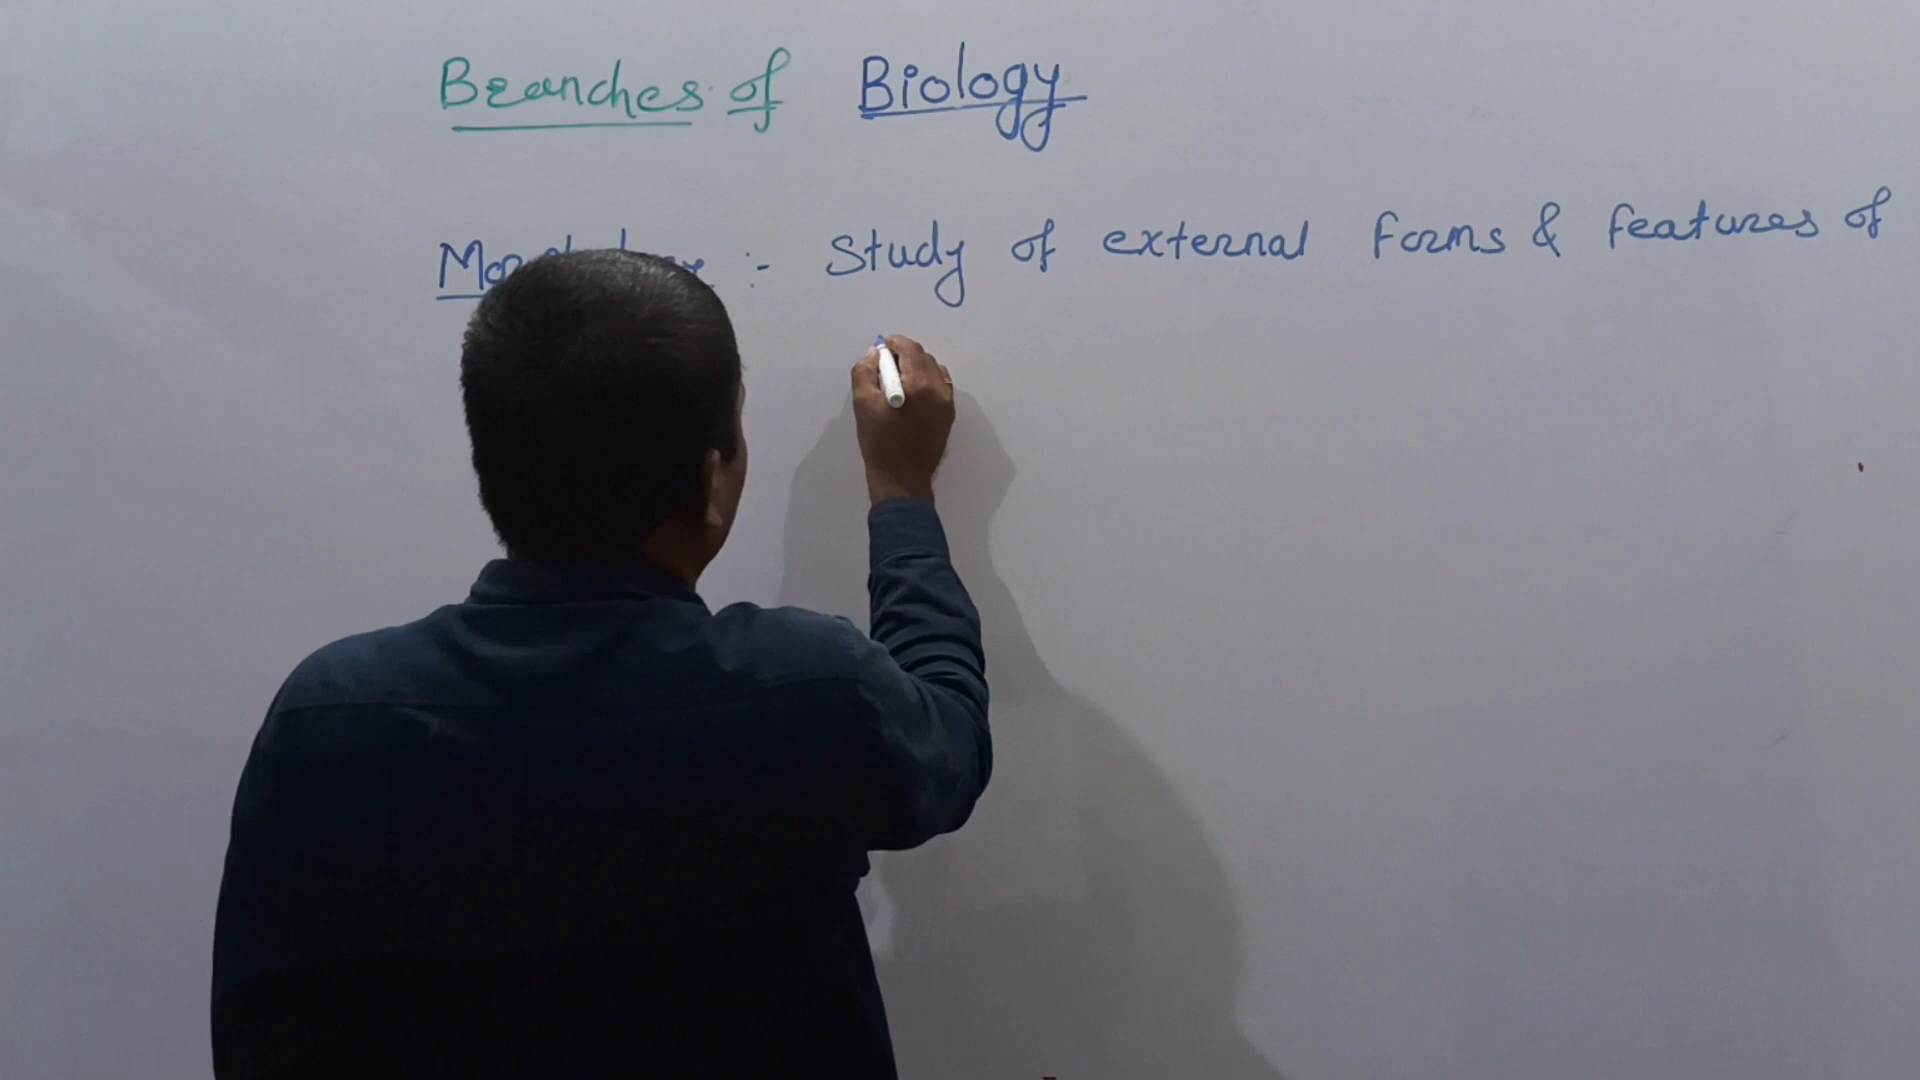 Branches of Biology
:- Study of external forms & features of